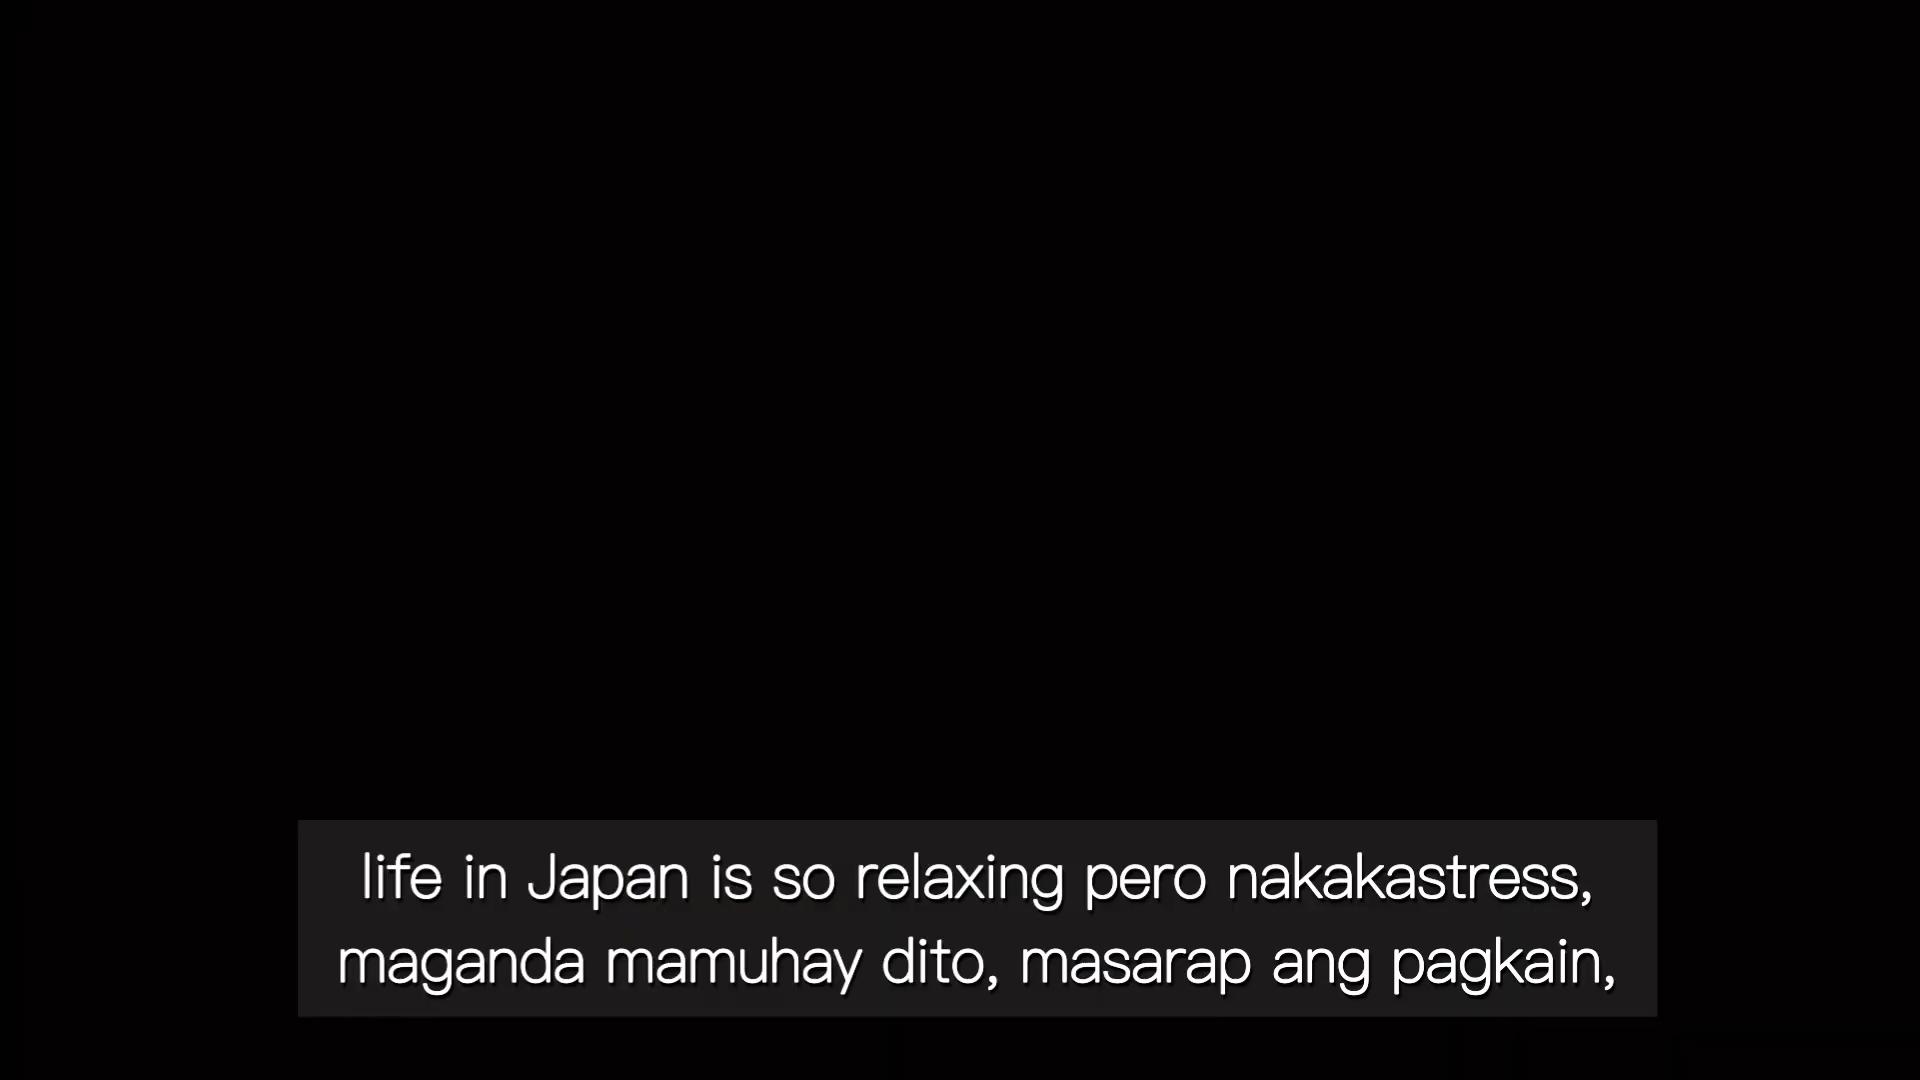 life in Japan is so relaxing pero nakakastress,
maganda mamuhay dito, masarap ang pagkain,